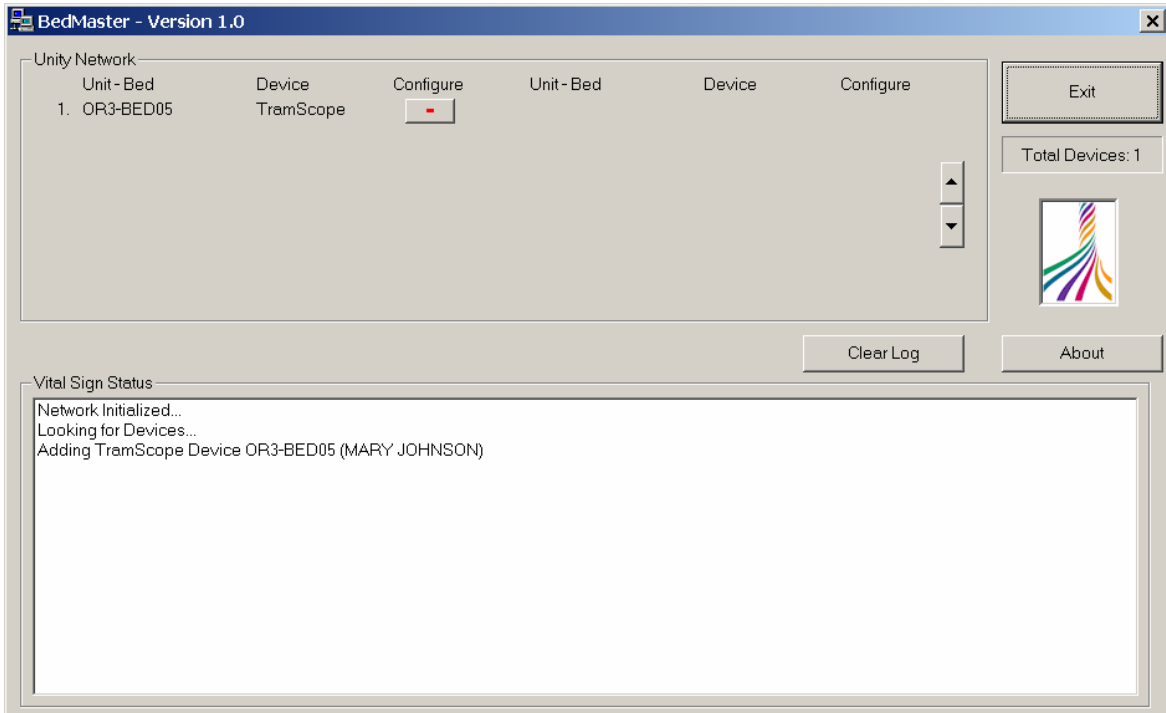 BedMaster - Version 1.0
Unity Network
Unit - Bed Device Configure Unit - Bed Device Configure
1. OR3-BED05 TramScope -
Exit
Total Devices: 1
Clear Log
About
Vital Sign Status
Network Initialized...
Looking for Devices...
Adding TramScope Device OR3-BED05 (MARY JOHNSON)